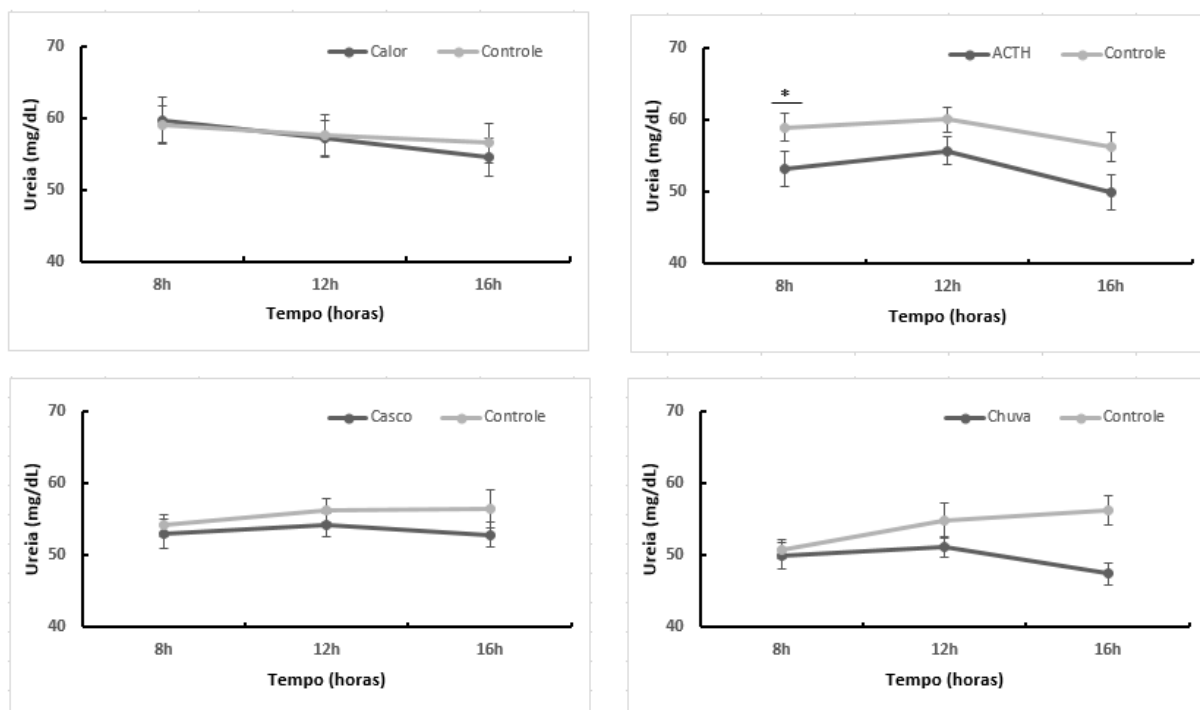 70
60
50
40
Ureia (mg/dL)
Calor Controle
8h 12h 16h
Tempo (horas)
70
60
50
40
Ureia (mg/dL)
ACTH Controle
*
8h 12h 16h
Tempo (horas)
70
60
50
40
Ureia (mg/dL)
Casco Controle
8h 12h 16h
Tempo (horas)
70
60
50
40
Ureia (mg/dL)
Chuva Controle
8h 12h 16h
Tempo (horas)